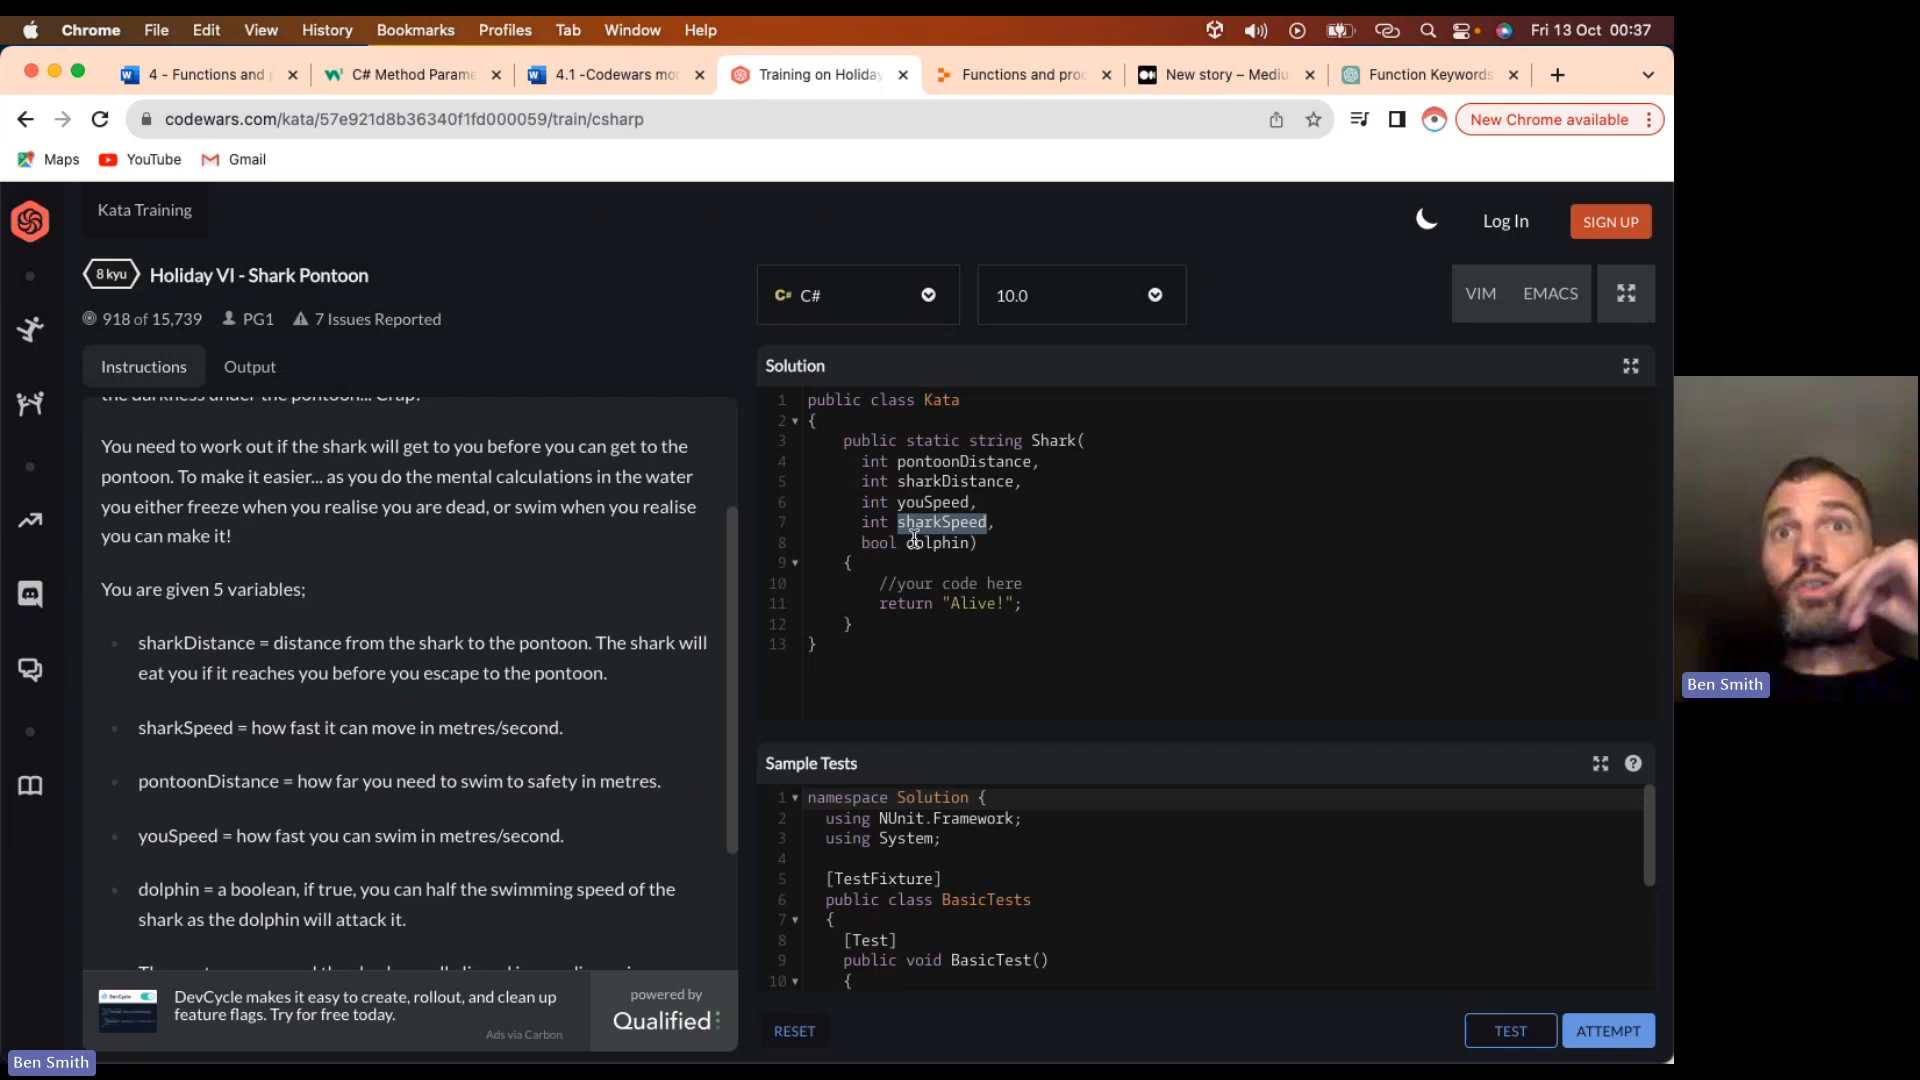 Chrome File Edit View History Bookmarks Profiles Tab Window Help Fri 13 Oct 00:37
4 - Functions and C# Method Parame 4.1 -Codewars mo Training on Holiday Functions and pro New story – Mediu Function Keywords
codewars.com/kata/57e921d8b36340f1fd000059/train/csharp New Chrome available
Maps YouTube Gmail
Kata Training
Log In SIGN UP
8 kyu Holiday VI - Shark Pontoon
918 of 15,739 PG1 7 Issues Reported
C# C# 10.0 VIM EMACS
Instructions Output
the darkness under the pontoon... Crap!
You need to work out if the shark will get to you before you can get to the
pontoon. To make it easier... as you do the mental calculations in the water
you either freeze when you realise you are dead, or swim when you realise
you can make it!
You are given 5 variables;
sharkDistance = distance from the shark to the pontoon. The shark will
eat you if it reaches you before you escape to the pontoon.
sharkSpeed = how fast it can move in metres/second.
pontoonDistance = how far you need to swim to safety in metres.
youSpeed = how fast you can swim in metres/second.
dolphin = a boolean, if true, you can half the swimming speed of the
shark as the dolphin will attack it.
DevCycle makes it easy to create, rollout, and clean up
feature flags. Try for free today.
Ads via Carbon
powered by
Qualified
Solution
1 public class Kata
2 {
3 public static string Shark(
4 int pontoonDistance,
5 int sharkDistance,
6 int youSpeed,
7 int sharkSpeed,
8 bool dolphin)
9 {
10 //your code here
11 return "Alive!";
12 }
13 }
Sample Tests
1 namespace Solution {
2 using NUnit.Framework;
3 using System;
4
5 [TestFixture]
6 public class BasicTests
7 {
8 [Test]
9 public void BasicTest()
10 {
RESET TEST ATTEMPT
Ben Smith
Ben Smith